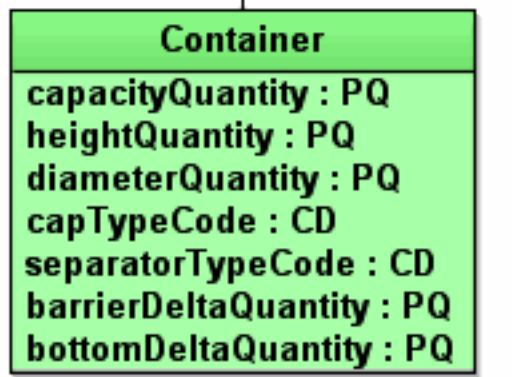 Container
capacityQuantity : PQ
heightQuantity : PQ
diameterQuantity : PQ
capTypeCode : CD
separatorTypeCode : CD
barrierDeltaQuantity : PQ
bottomDeltaQuantity : PQ